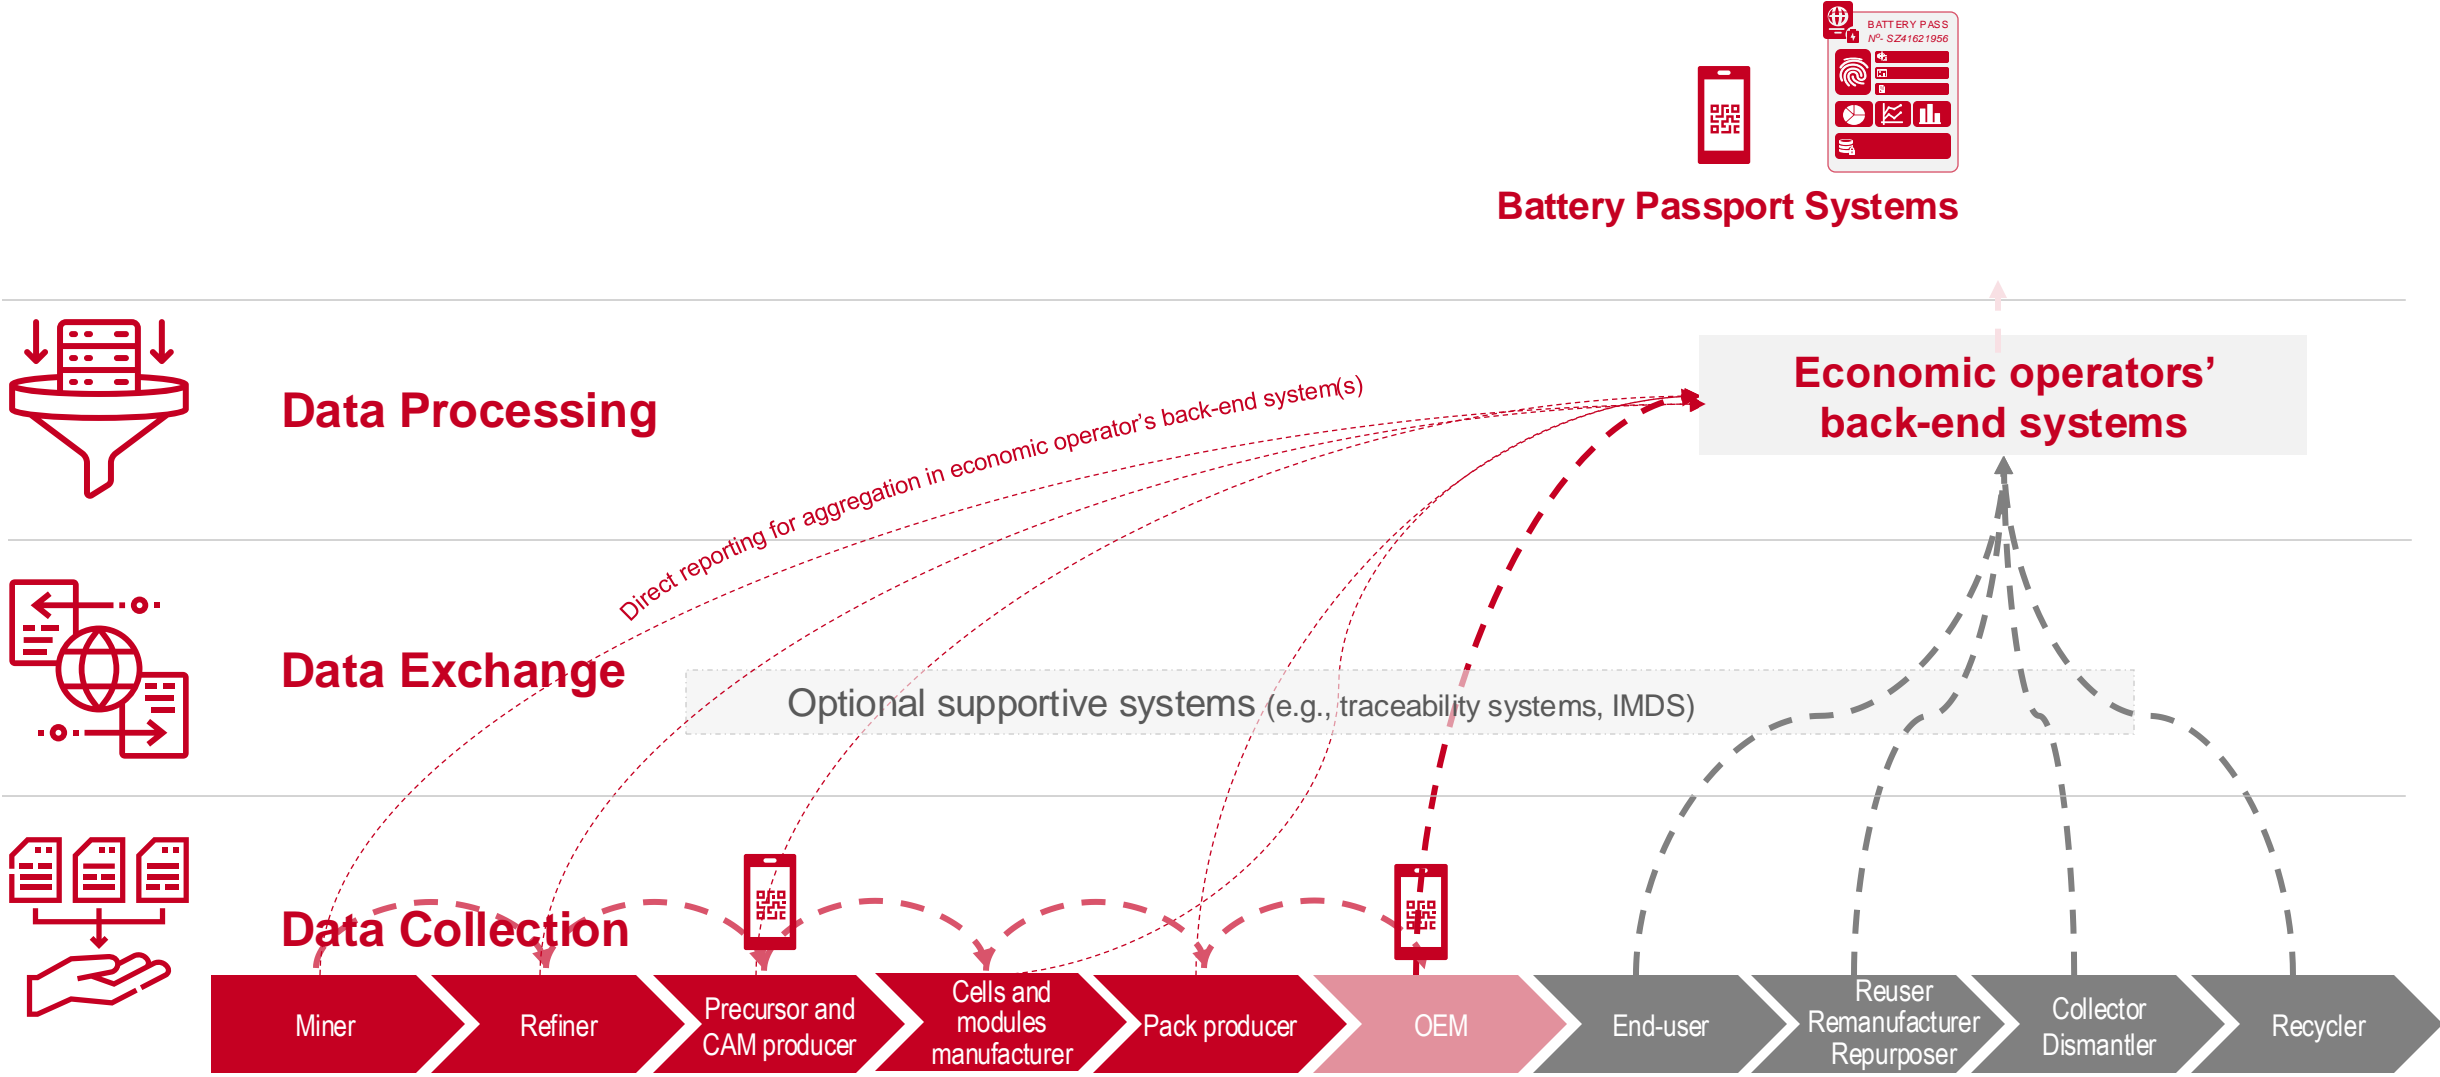 BATTERY PASS
Nº- SZ41621956
Battery Passport Systems
Data Processing
Economic operators’
back-end systems
Direct reporting for aggregation in economic operator’s back-end system(s)
Data Exchange
Optional supportive systems (e.g., traceability systems, IMDS)
Data Collection
Miner
Refiner
Precursor and
CAM producer
Cells and
modules
manufacturer
Pack producer
OEM
End-user
Reuser
Remanufacturer
Repurposer
Collector
Dismantler
Recycler